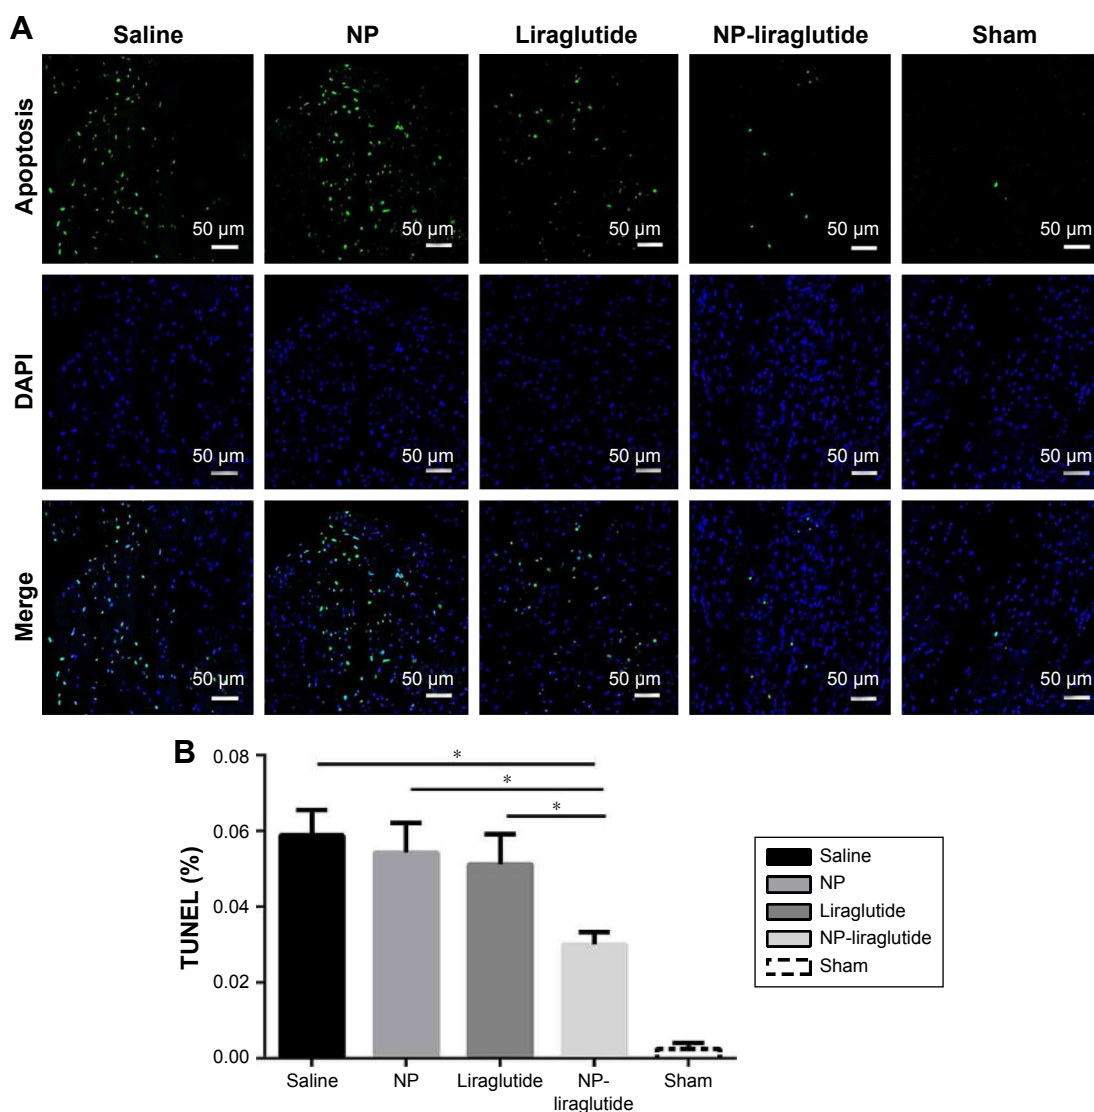 A
Saline NP Liraglutide NP-liraglutide Sham
Apoptosis
50 µm 50 µm 50 µm 50 µm 50 µm
DAPI
50 µm 50 µm 50 µm 50 µm 50 µm
Merge
50 µm 50 µm 50 µm 50 µm 50 µm
B
TUNEL (%)
0.08
0.06
0.04
0.02
0.00
*
*
*
Saline NP Liraglutide NP-
liraglutide Sham
Saline
NP
Liraglutide
NP-liraglutide
Sham